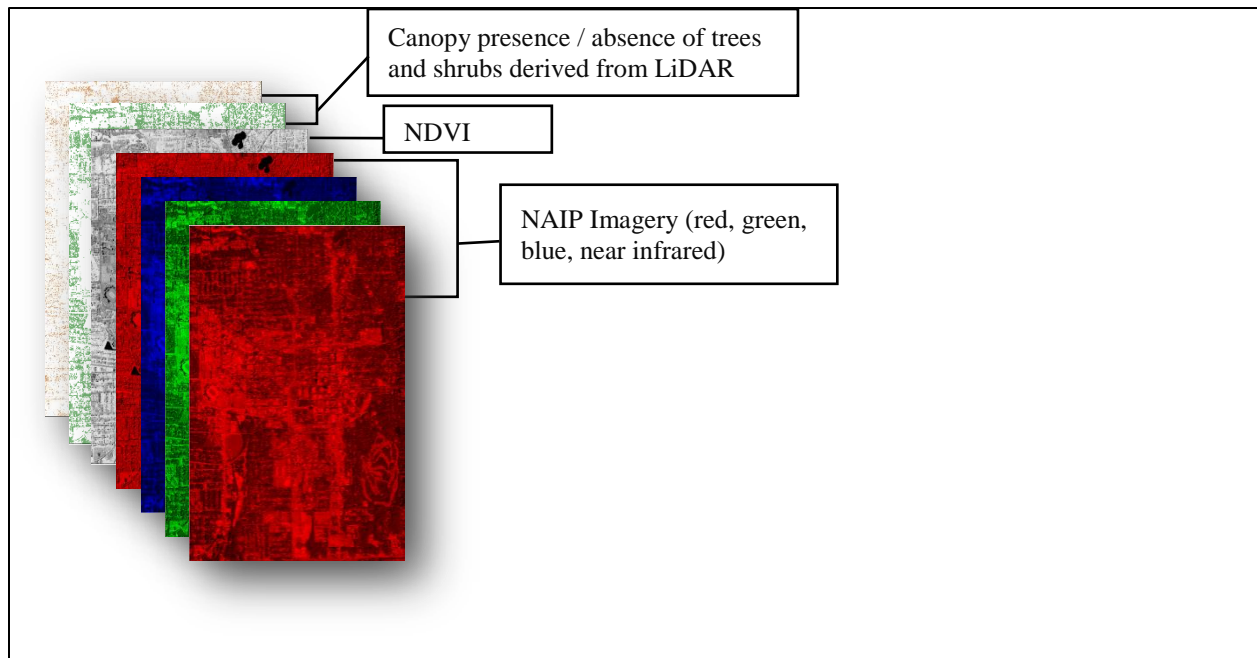 Canopy presence / absence of trees
and shrubs derived from LiDAR
NDVI
NAIP Imagery (red, green,
blue, near infrared)